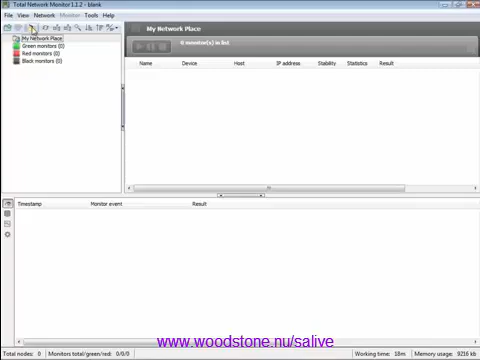 Total Network Monitor 1.1.2 - blank
File View Network Monitor Tools Help
My Network Place
Green monitors (0)
Red monitors (0)
Black monitors (0)
My Network Place
monitor(s) in list
Name Device Host IP address Stability Statistics Result
Timestamp Monitor event Result
www.woodstone.nu/salive
Total nodes: 0 Monitors total/green/red: 0/0/0 Working time: 18m Memory usage: 9216 kb